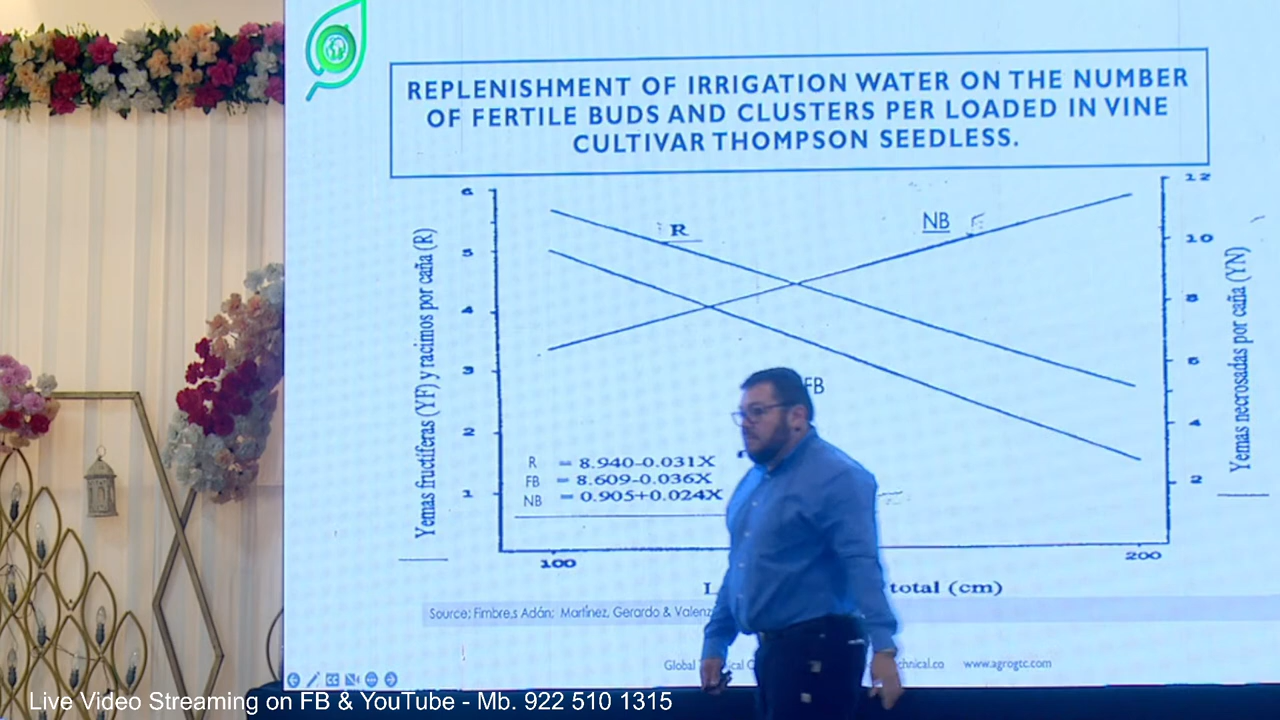 REPLENISHMENT OF IRRIGATION WATER ON THE NUMBER
OF FERTILE BUDS AND CLUSTERS PER LOADED IN VINE
CULTIVAR THOMPSON SEEDLESS.
6
5
4
3
2
1
Yemas fructíferas (YF) y racimos por caña (R)
R
NB
FB
R = 8.940-0.031X
FB = 8.609-0.036X
NB = 0.905+0.024X
12
10
8
6
4
2
Yemas necrosadas por caña (YN)
100
200
total (cm)
Source: Fimbre,s Adán; Martínez, Gerardo &
Global
www.agrogtc.com
Live Video Streaming on FB & YouTube - Mb. 922 510 1315